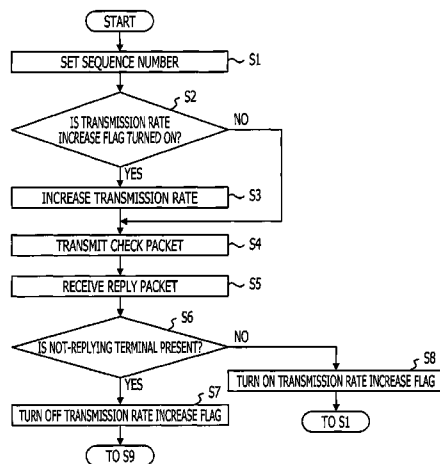 START
SET SEQUENCE NUMBER
S1
S2
IS TRANSMISSION RATE
INCREASE FLAG TURNED ON?
NO
YES
INCREASE TRANSMISSION RATE
S3
TRANSMIT CHECK PACKET
S4
RECEIVE REPLY PACKET
S5
S6
IS NOT-REPLYING TERMINAL PRESENT?
NO
YES
S8
TURN ON TRANSMISSION RATE INCREASE FLAG
S7
TURN OFF TRANSMISSION RATE INCREASE FLAG
TO S1
TO S9